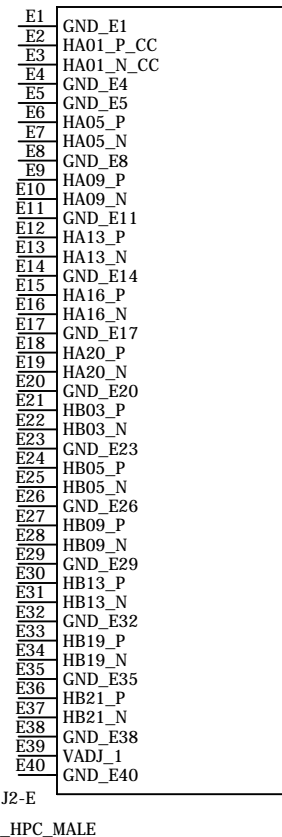 E1 GND_E1
E2 HA01_P_CC
E3 HA01_N_CC
E4 GND_E4
E5 GND_E5
E6 HA05_P
E7 HA05_N
E8 GND_E8
E9 HA09_P
E10 HA09_N
E11 GND_E11
E12 HA13_P
E13 HA13_N
E14 GND_E14
E15 HA16_P
E16 HA16_N
E17 GND_E17
E18 HA20_P
E19 HA20_N
E20 GND_E20
E21 HB03_P
E22 HB03_N
E23 GND_E23
E24 HB05_P
E25 HB05_N
E26 GND_E26
E27 HB09_P
E28 HB09_N
E29 GND_E29
E30 HB13_P
E31 HB13_N
E32 GND_E32
E33 HB19_P
E34 HB19_N
E35 GND_E35
E36 HB21_P
E37 HB21_N
E38 GND_E38
E39 VADJ_1
E40 GND_E40
J2-E
_HPC_MALE